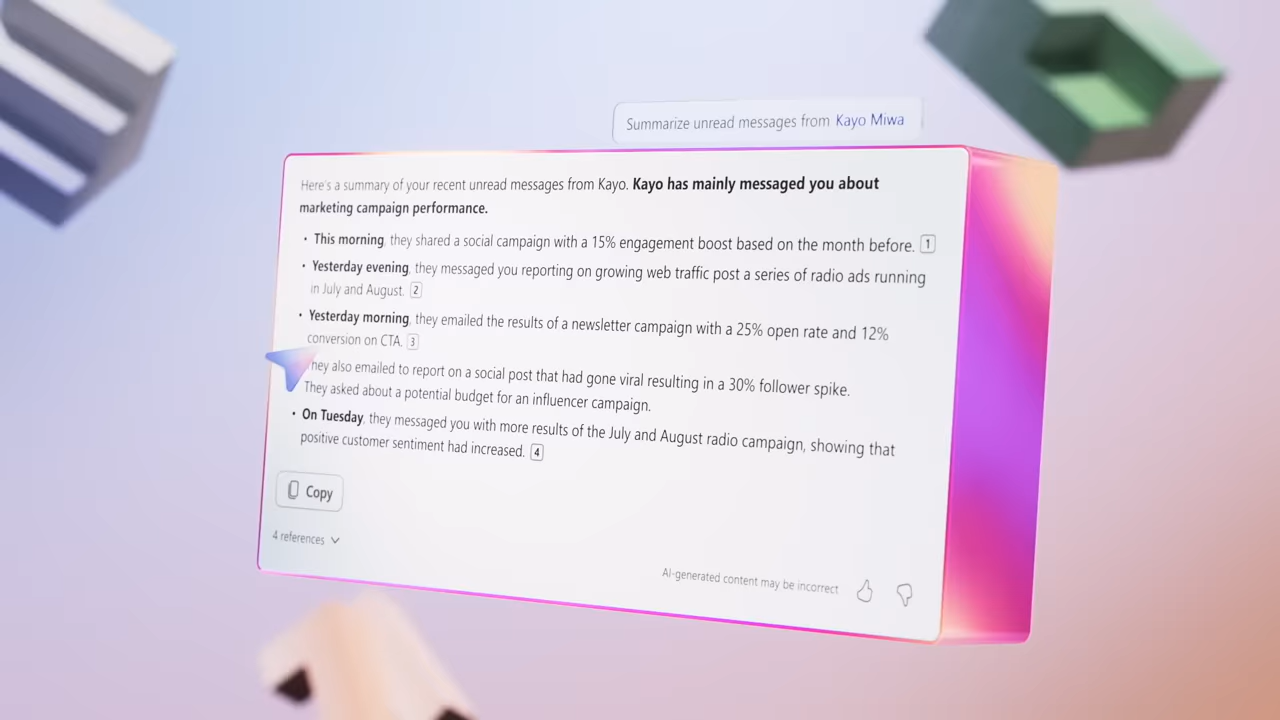 Summarize unread messages from Kayo Miwa
Here's a summary of your recent unread messages from Kayo. Kayo has mainly messaged you about
marketing campaign performance.
• This morning, they shared a social campaign with a 15% engagement boost based on the month before. 1
• Yesterday evening, they messaged you reporting on growing web traffic post a series of radio ads running
in July and August. 2
• Yesterday morning, they emailed the results of a newsletter campaign with a 25% open rate and 12%
conversion on CTA. 3
hey also emailed to report on a social post that had gone viral resulting in a 30% follower spike.
They asked about a potential budget for an influencer campaign.
• On Tuesday, they messaged you with more results of the July and August radio campaign, showing that
positive customer sentiment had increased. 4
Copy
4 references
AI-generated content may be incorrect